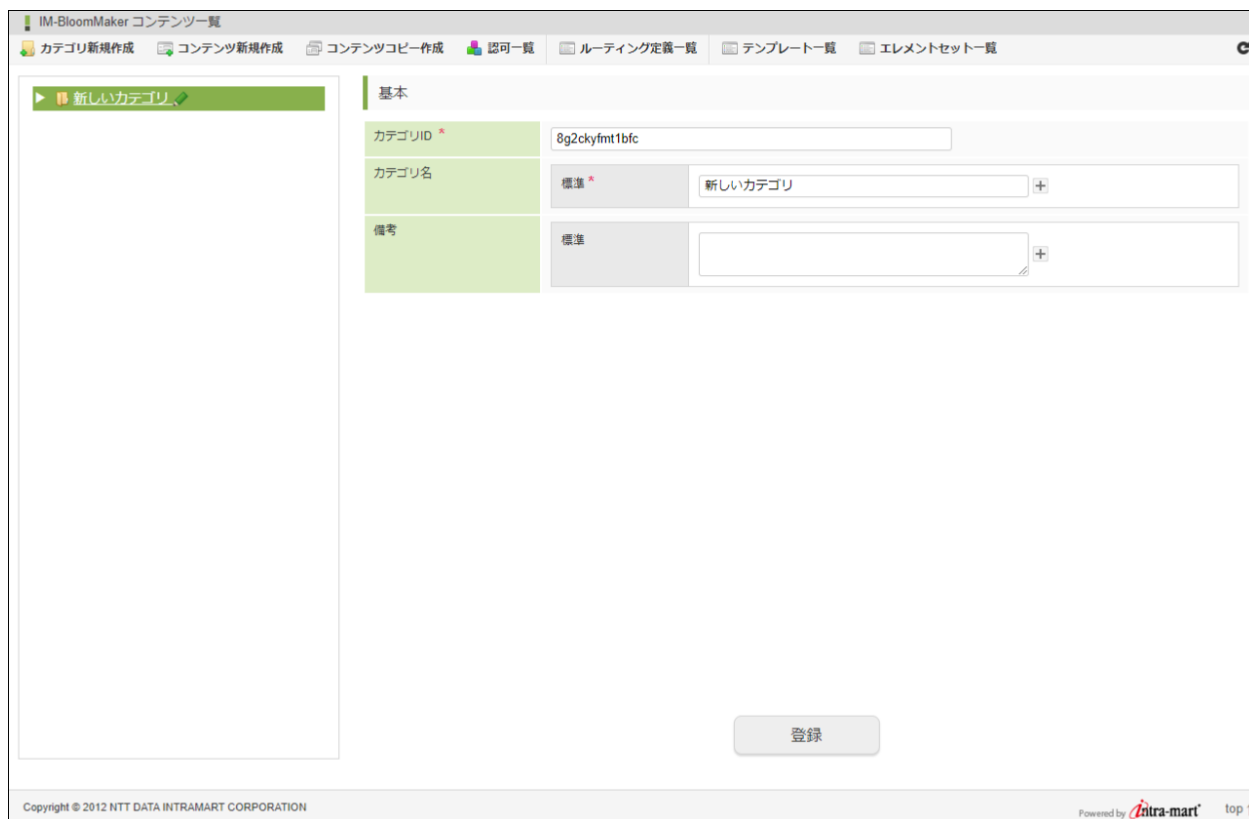 IM-BloomMaker コンテンツ一覧
カテゴリ新規作成 コンテンツ新規作成 コンテンツコピー作成 認可一覧 ルーティング定義一覧 テンプレート一覧 エレメントセット一覧
新しいカテゴリ
基本
カテゴリID * 8g2ckyfmt1bfc
カテゴリ名 標準 * 新しいカテゴリ
備考 標準
登録
Copyright © 2012 NTT DATA INTRAMART CORPORATION
Powered by intra-mart top